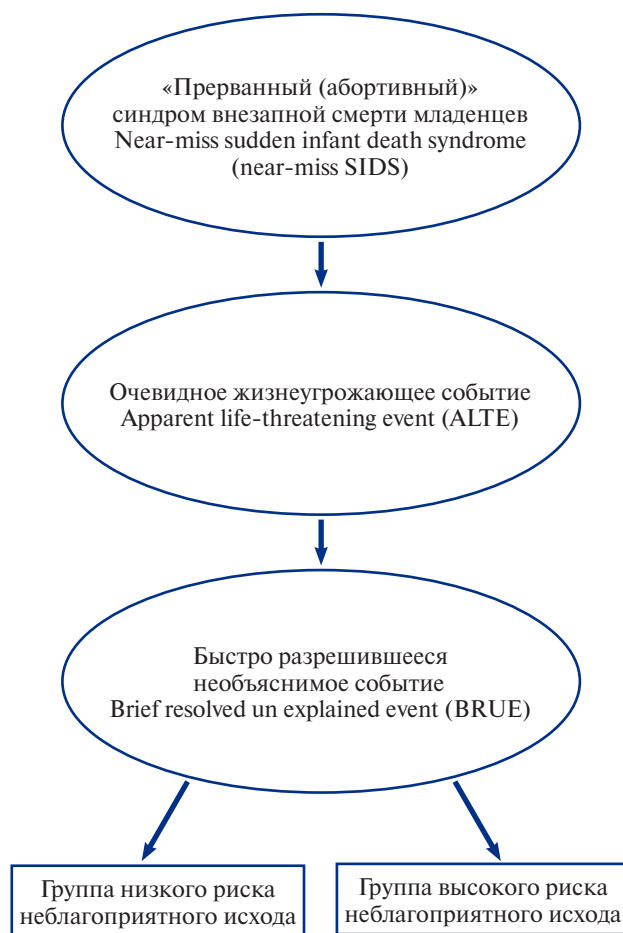 «Прерванный (абортивный)»
синдром внезапной смерти младенцев
Near-miss sudden infant death syndrome
(near-miss SIDS)
Очевидное жизнеугрожающее событие
Apparent life-threatening event (ALTE)
Быстро разрешившееся
необъяснимое событие
Brief resolved un explained event (BRUE)
Группа низкого риска
неблагоприятного исхода
Группа высокого риска
неблагоприятного исхода